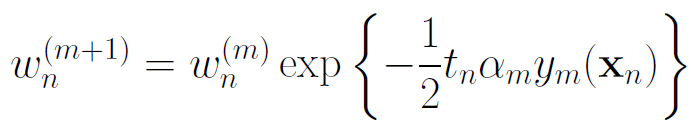 $w_n^{(m+1)} = w_n^{(m)} \exp \left\{ -\frac{1}{2} t_n \alpha_m y_m(\mathbf{x}_n) \right\}$